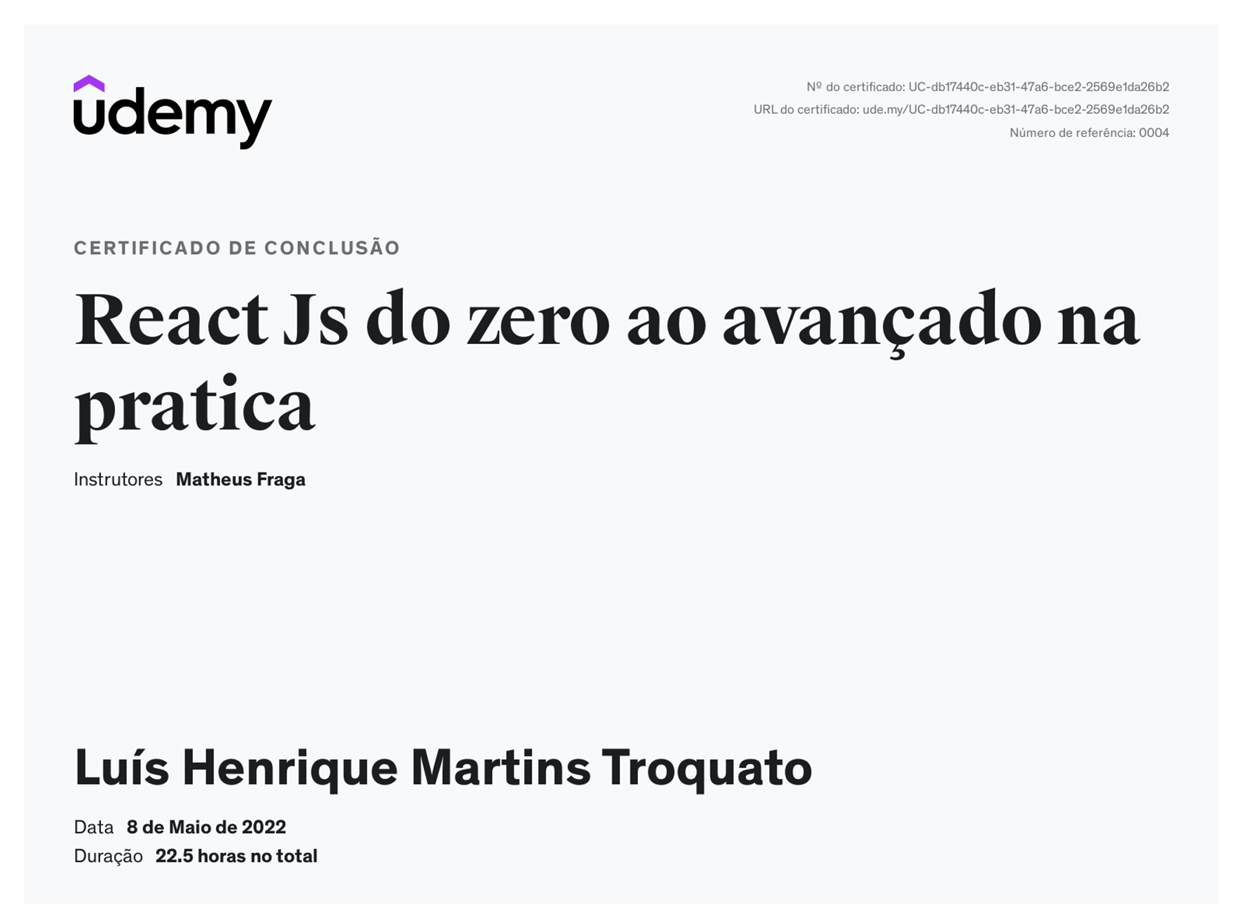 udemy
Nº do certificado: UC-db17440c-eb31-47a6-bce2-2569e1da26b2
URL do certificado: ude.my/UC-db17440c-eb31-47a6-bce2-2569e1da26b2
Número de referência: 0004
CERTIFICADO DE CONCLUSÃO
React Js do zero ao avançado na
pratica
Instrutores Matheus Fraga
Luís Henrique Martins Troquato
Data 8 de Maio de 2022
Duração 22.5 horas no total